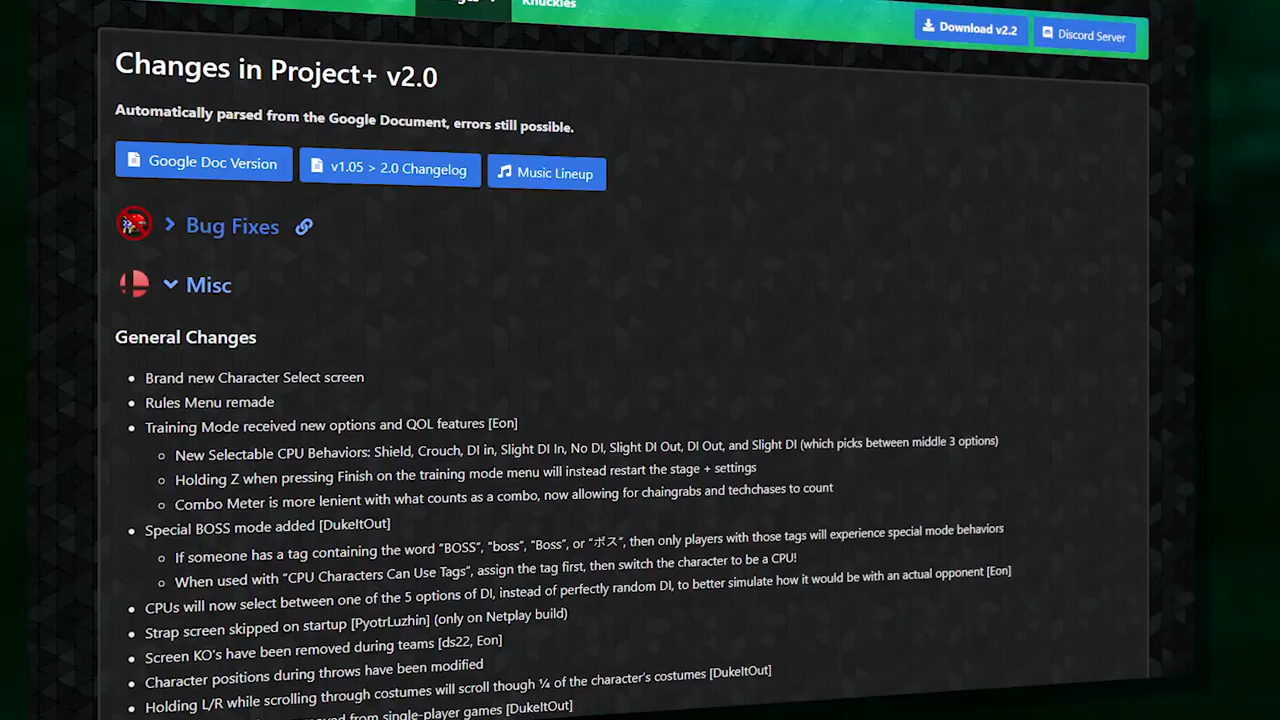 Knuckles
Download v2.2
Discord Server
Changes in Project+ v2.0
Automatically parsed from the Google Document, errors still possible.
Google Doc Version
v1.05 > 2.0 Changelog
Music Lineup
Bug Fixes
Misc
General Changes
Brand new Character Select screen
Rules Menu remade
Training Mode received new options and QOL features [Eon]
New Selectable CPU Behaviors: Shield, Crouch, DI in, Slight DI In, No DI, Slight DI Out, DI Out, and Slight DI (which picks between middle 3 options)
Holding Z when pressing Finish on the training mode menu will instead restart the stage + settings
Combo Meter is more lenient with what counts as a combo, now allowing for chaingrabs and techchases to count
Special BOSS mode added [DukeItOut]
If someone has a tag containing the word “BOSS”, “boss”, “Boss”, or “ボス”, then only players with those tags will experience special mode behaviors
When used with “CPU Characters Can Use Tags”, assign the tag first, then switch the character to be a CPU!
CPUs will now select between one of the 5 options of DI, instead of perfectly random DI, to better simulate how it would be with an actual opponent [Eon]
Strap screen skipped on startup [PyotrLuzhin] (only on Netplay build)
Screen KO’s have been removed during teams [ds22, Eon]
Character positions during throws have been modified
Holding L/R while scrolling through costumes will scroll though ¼ of the character’s costumes [DukeItOut]
from single-player games [DukeItOut]